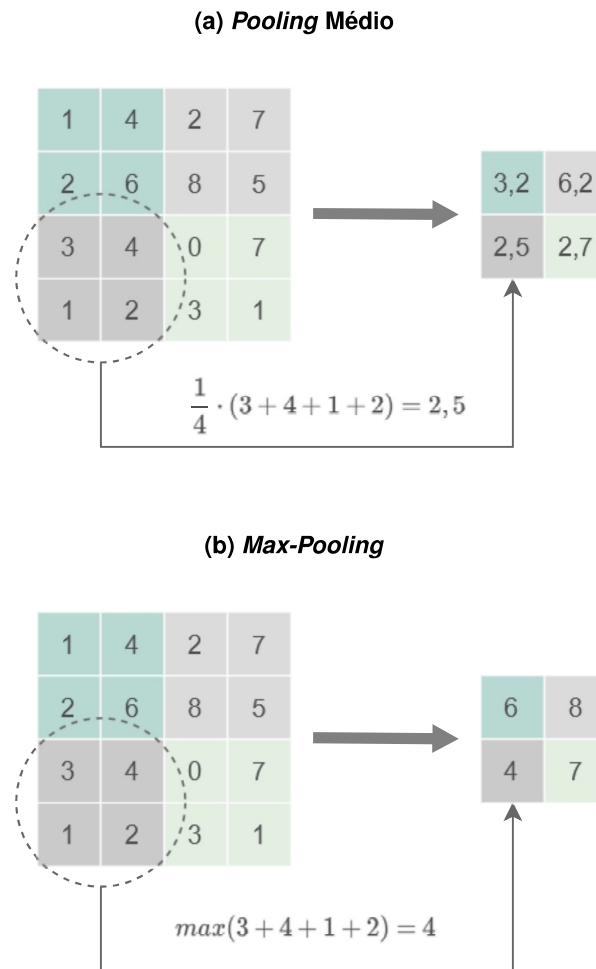 (a) Pooling Médio
1 4 2 7
2 6 8 5
3 4 0 7
1 2 3 1
3,2 6,2
2,5 2,7
1/4 · (3 + 4 + 1 + 2) = 2,5
(b) Max-Pooling
1 4 2 7
2 6 8 5
3 4 0 7
1 2 3 1
6 8
4 7
max(3 + 4 + 1 + 2) = 4